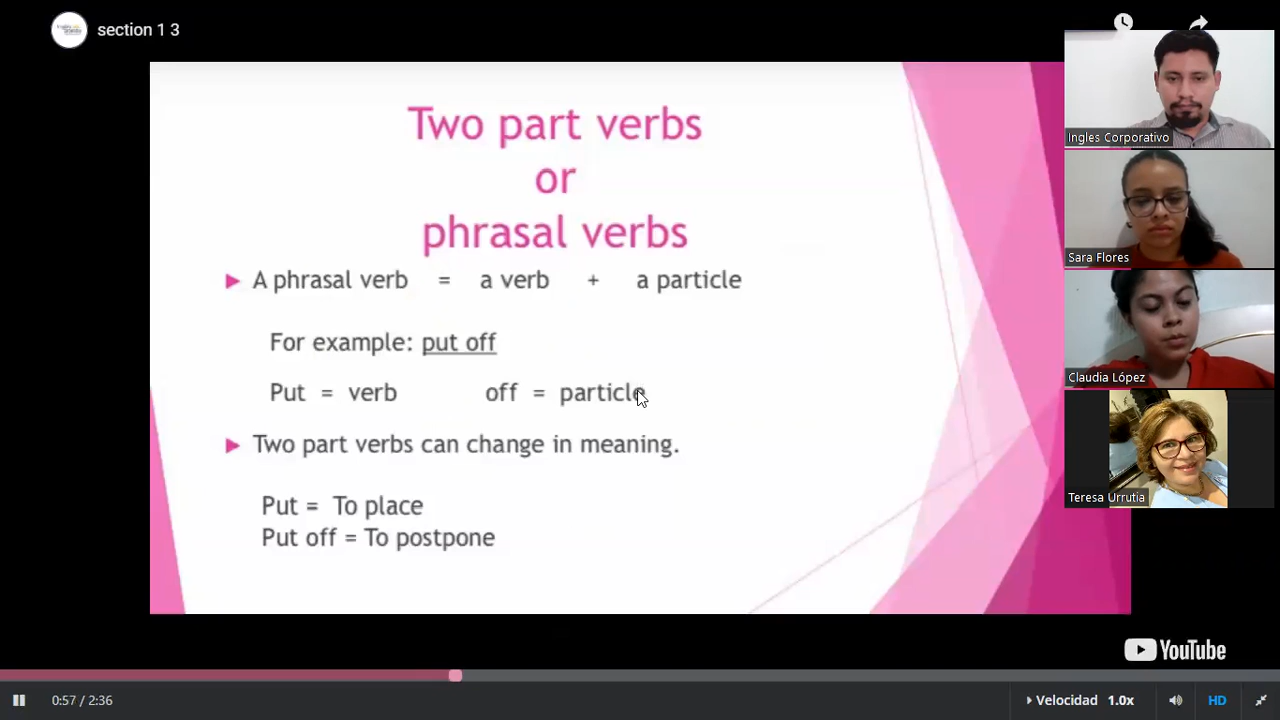 section 1 3
Two part verbs
or
phrasal verbs
A phrasal verb = a verb + a particle
For example: put off
Put = verb off = particle
Two part verbs can change in meaning.
Put = To place
Put off = To postpone
Ingles Corporativo
Sara Flores
Claudia López
Teresa Urrutia
YouTube
0:57 / 2:36
Velocidad 1.0x
HD